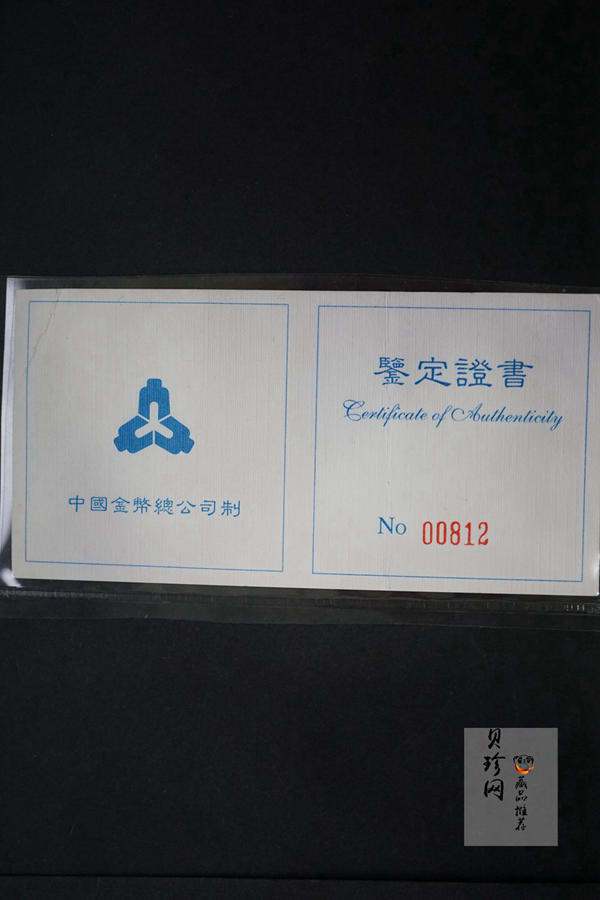 中國金幣總公司制
鑒定證書
Certificate of Authenticity
No 00812
贝珍网
藏品推荐